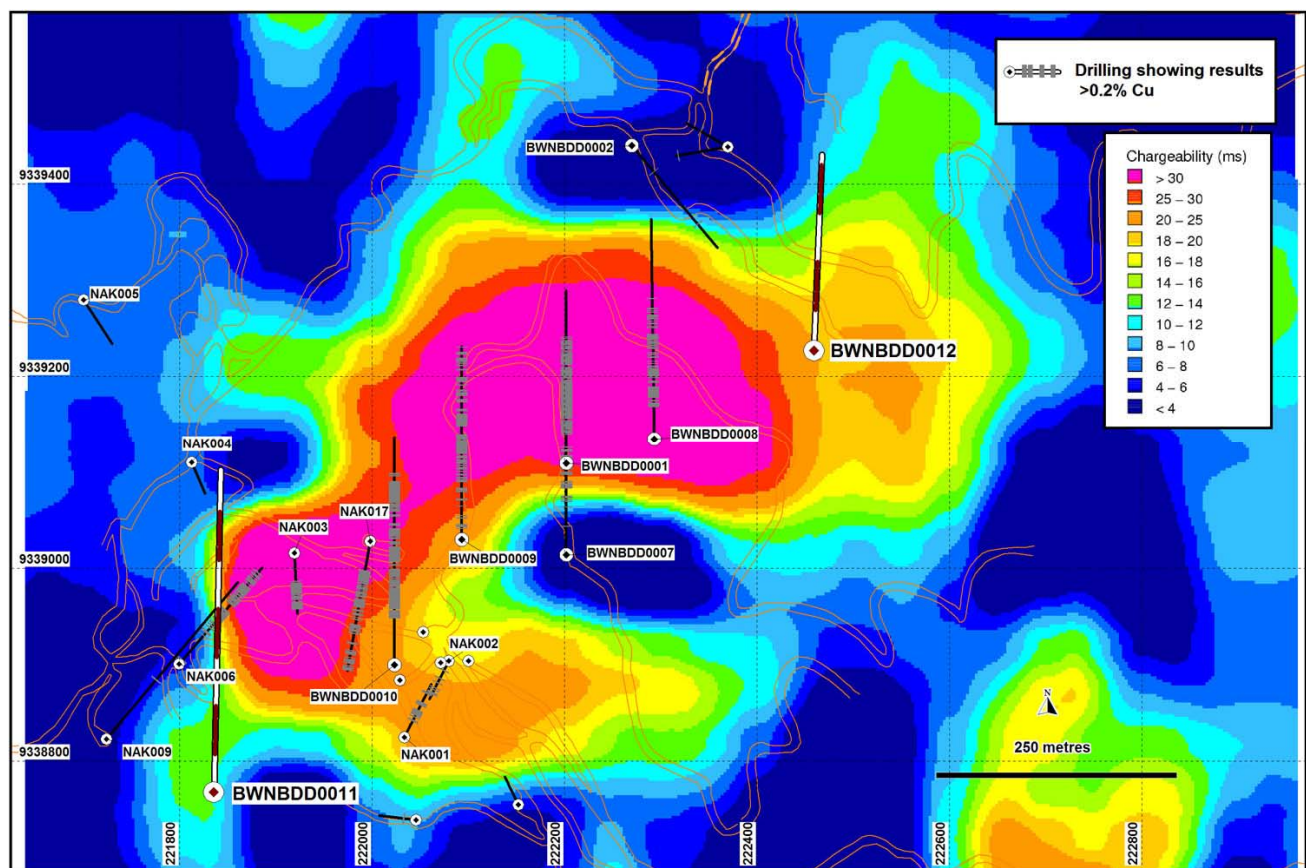 Drilling showing results
>0.2% Cu
Chargeability (ms)
> 30
25 – 30
20 – 25
18 – 20
16 – 18
14 – 16
12 – 14
10 – 12
8 – 10
6 – 8
4 – 6
< 4
BWNBDD0002
9339400
NAK005
BWNBDD0012
9339200
NAK004
BWNBDD0008
BWNBDD0001
NAK017
NAK003
BWNBDD0009
BWNBDD0007
9339000
NAK002
NAK006
BWNBDD0010
N
NAK009
NAK001
9338800
250 metres
BWNBDD0011
221800
222000
222200
222400
222600
222800